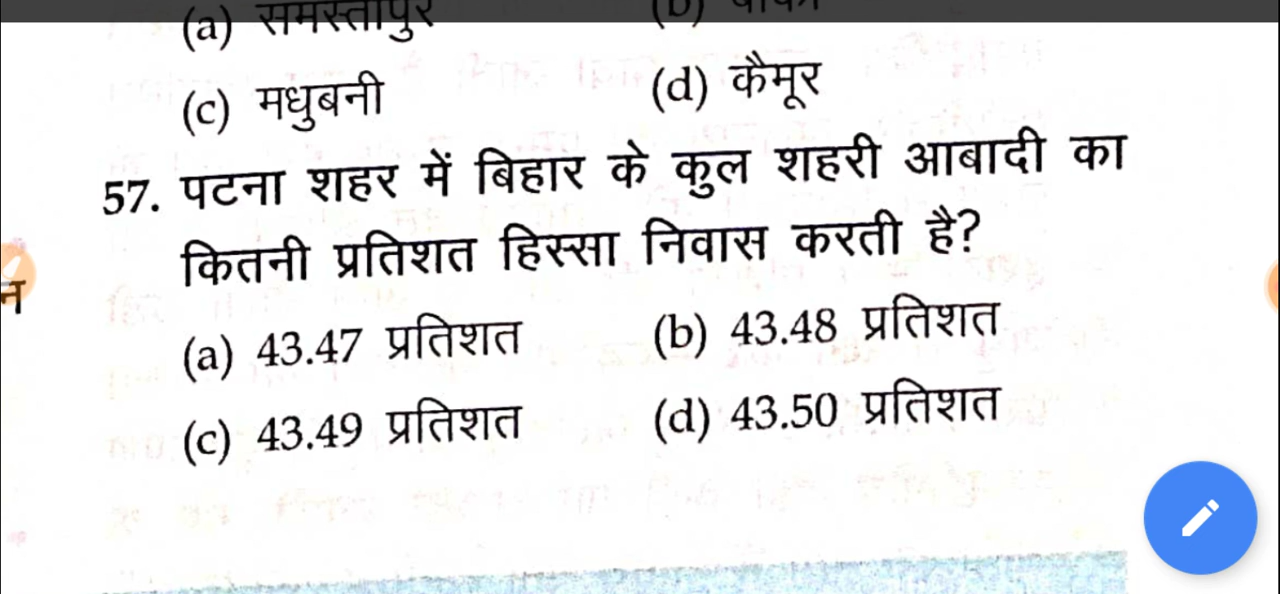 (a) समस्तीपुर (b) बांका
(c) मधुबनी (d) कैमूर
57. पटना शहर में बिहार के कुल शहरी आबादी का
कितनी प्रतिशत हिस्सा निवास करती है?
(a) 43.47 प्रतिशत (b) 43.48 प्रतिशत
(c) 43.49 प्रतिशत (d) 43.50 प्रतिशत
न